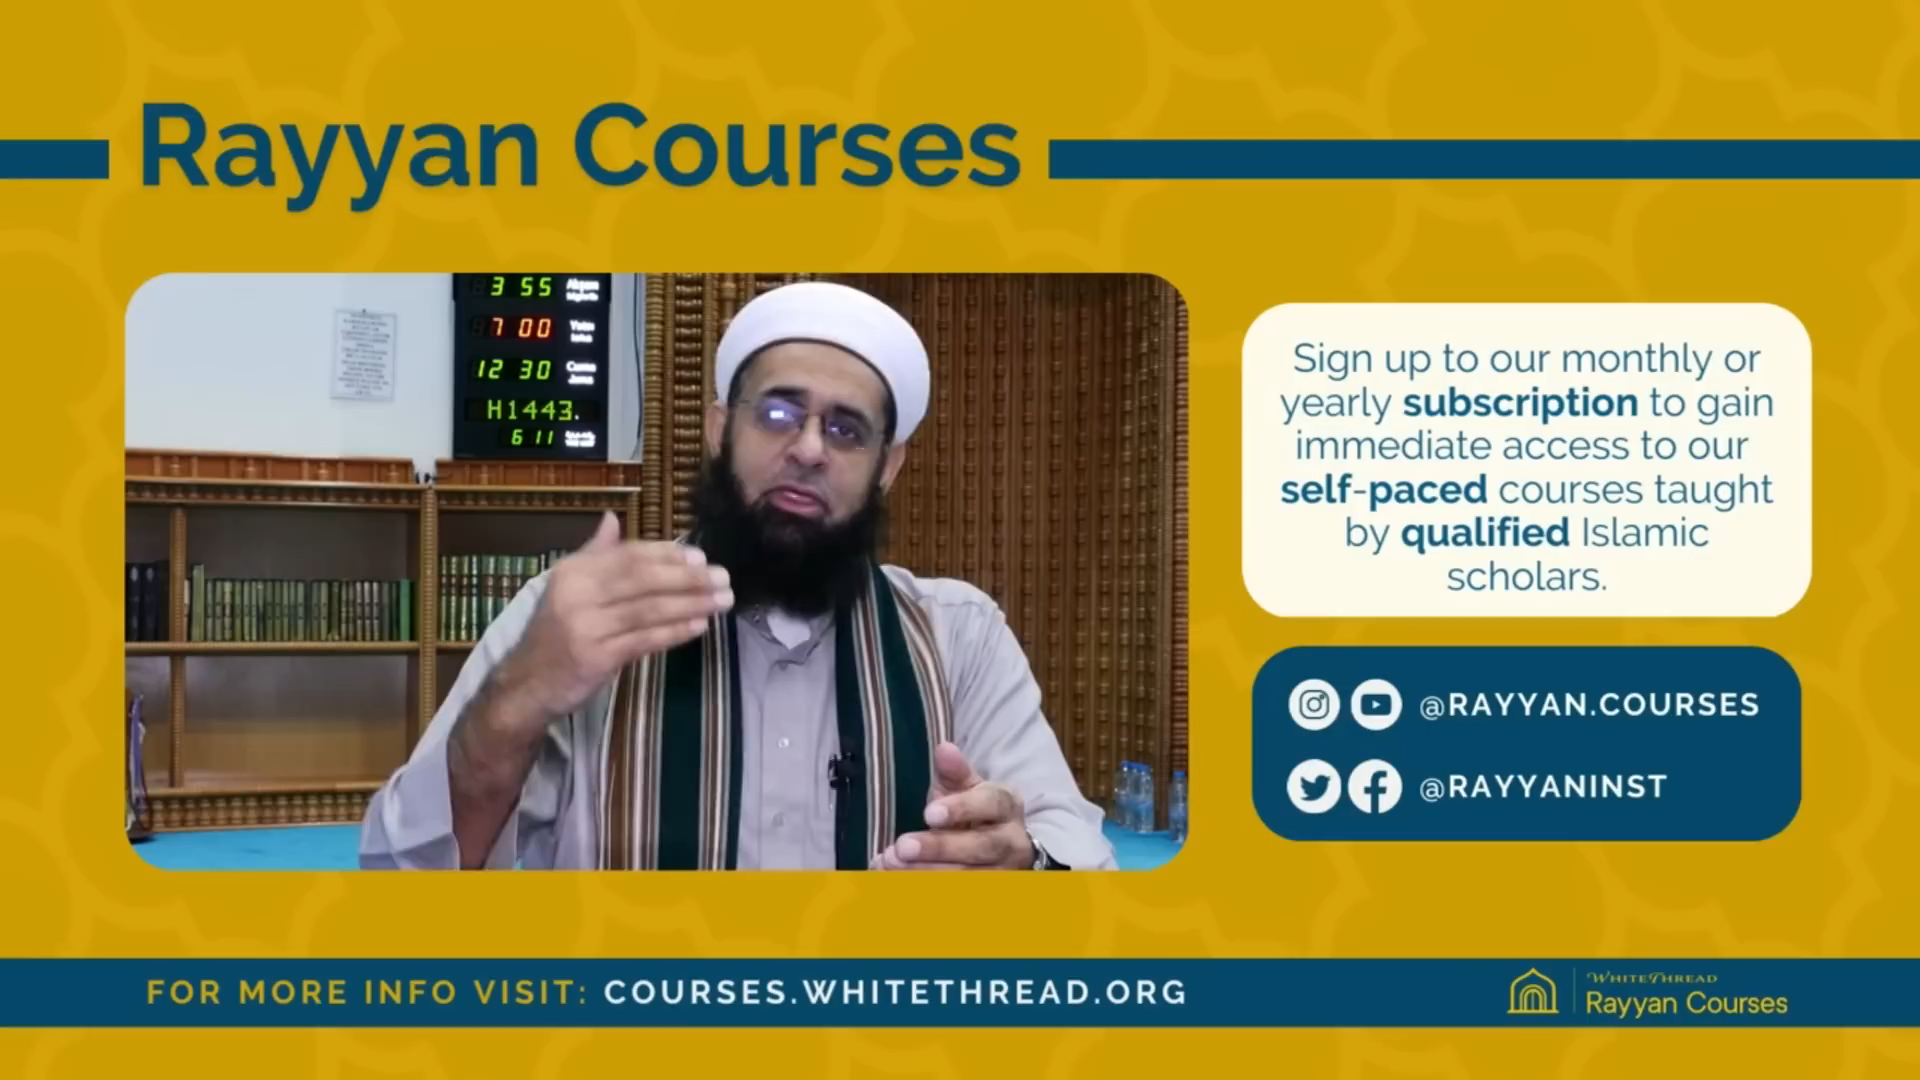 Rayyan Courses
3 55
7 00
12 30
H1443.
6 11
Sign up to our monthly or
yearly subscription to gain
immediate access to our
self-paced courses taught
by qualified Islamic
scholars.
@RAYYAN.COURSES
@RAYYANINST
FOR MORE INFO VISIT: COURSES.WHITETHREAD.ORG
WHITETHREAD
Rayyan Courses